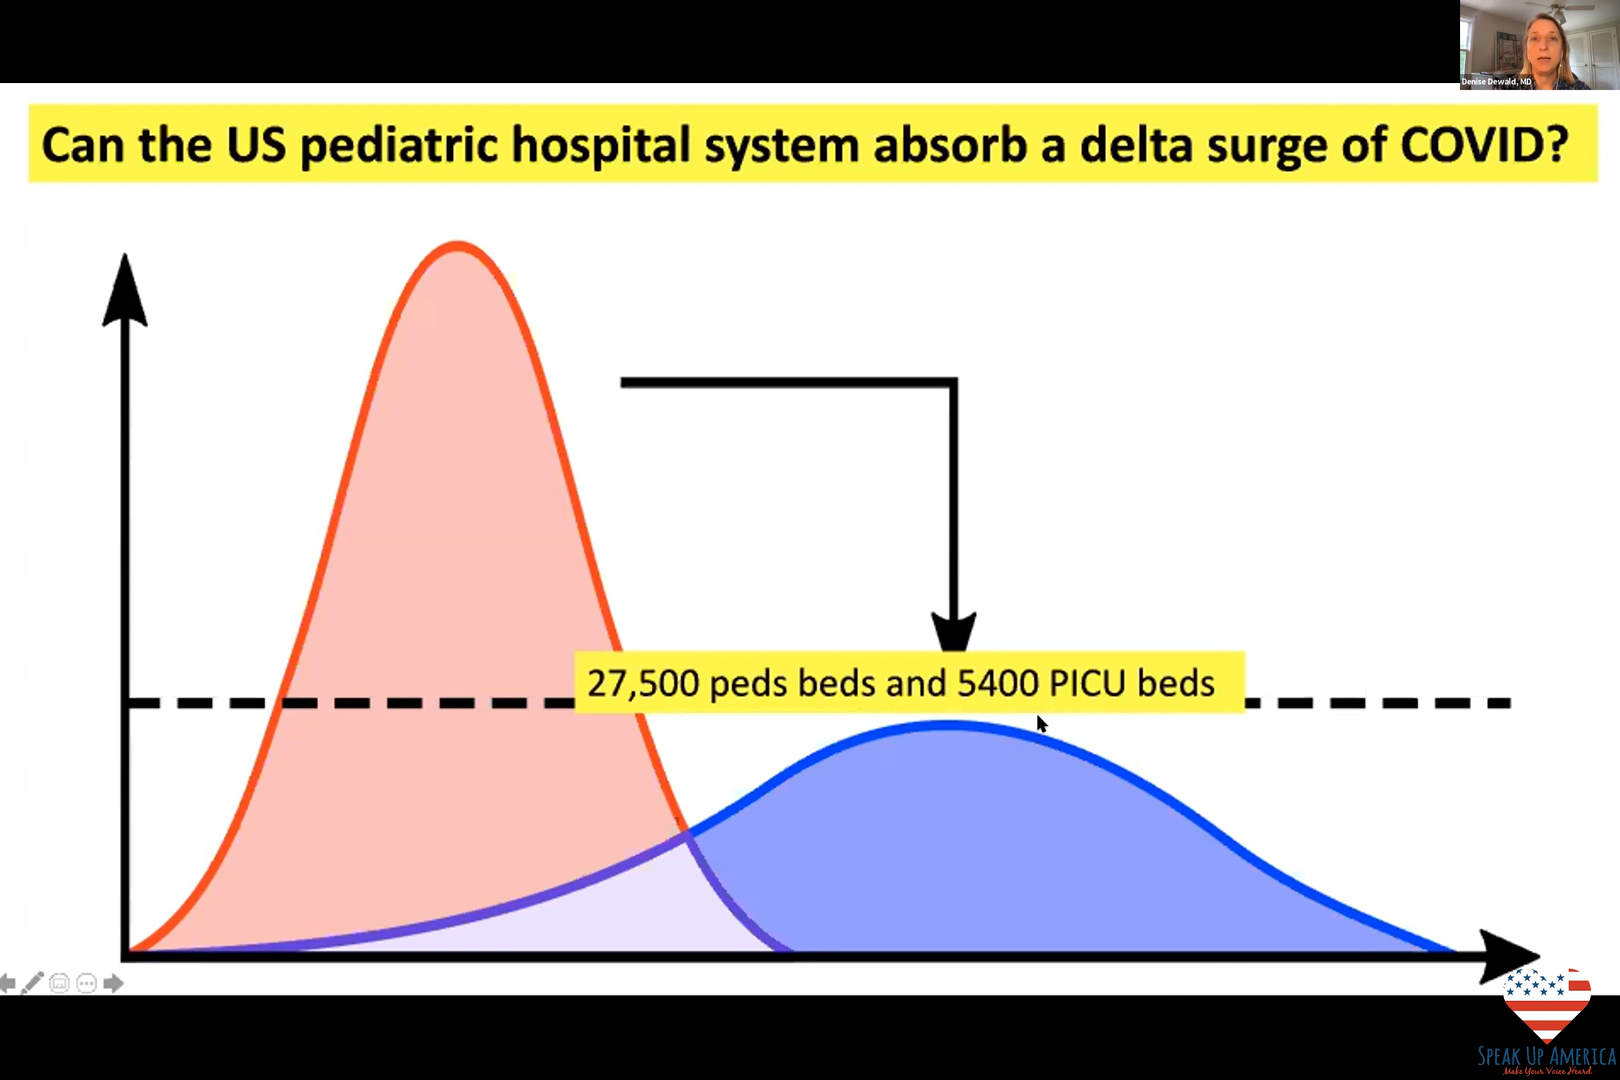 Denise Dewald, MD
Can the US pediatric hospital system absorb a delta surge of COVID?
27,500 peds beds and 5400 PICU beds
SPEAK UP AMERICA
Make Your Voice Heard